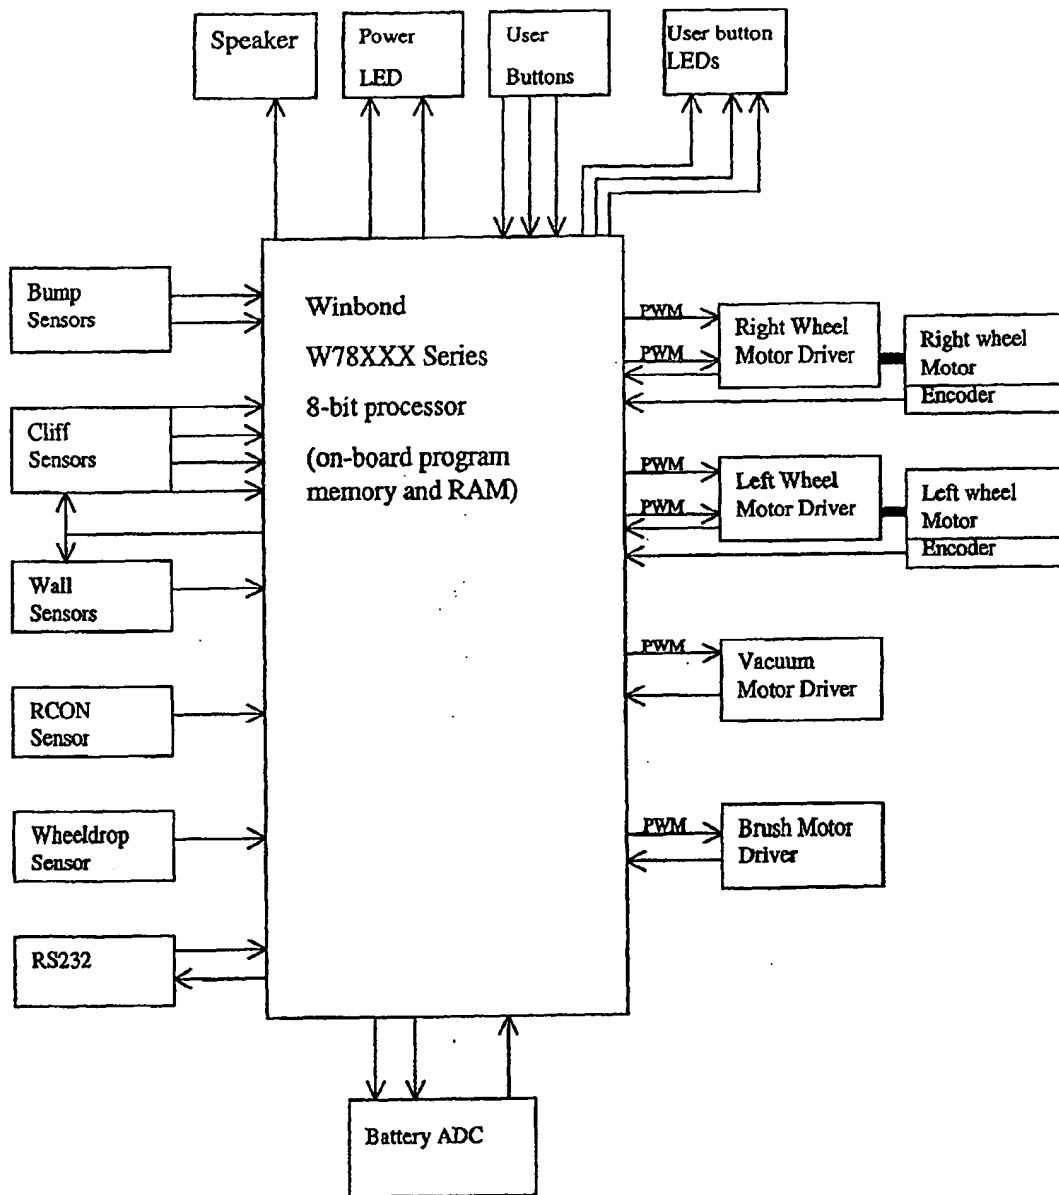 Speaker
Power
LED
User
Buttons
User button
LEDs
Bump
Sensors
Cliff
Sensors
Wall
Sensors
RCON
Sensor
Wheeldrop
Sensor
RS232
Winbond
W78XXX Series
8-bit processor
(on-board program
memory and RAM)
PWM
PWM
Right Wheel
Motor Driver
Right wheel
Motor
Encoder
PWM
PWM
Left Wheel
Motor Driver
Left wheel
Motor
Encoder
PWM
Vacuum
Motor Driver
PWM
Brush Motor
Driver
Battery ADC